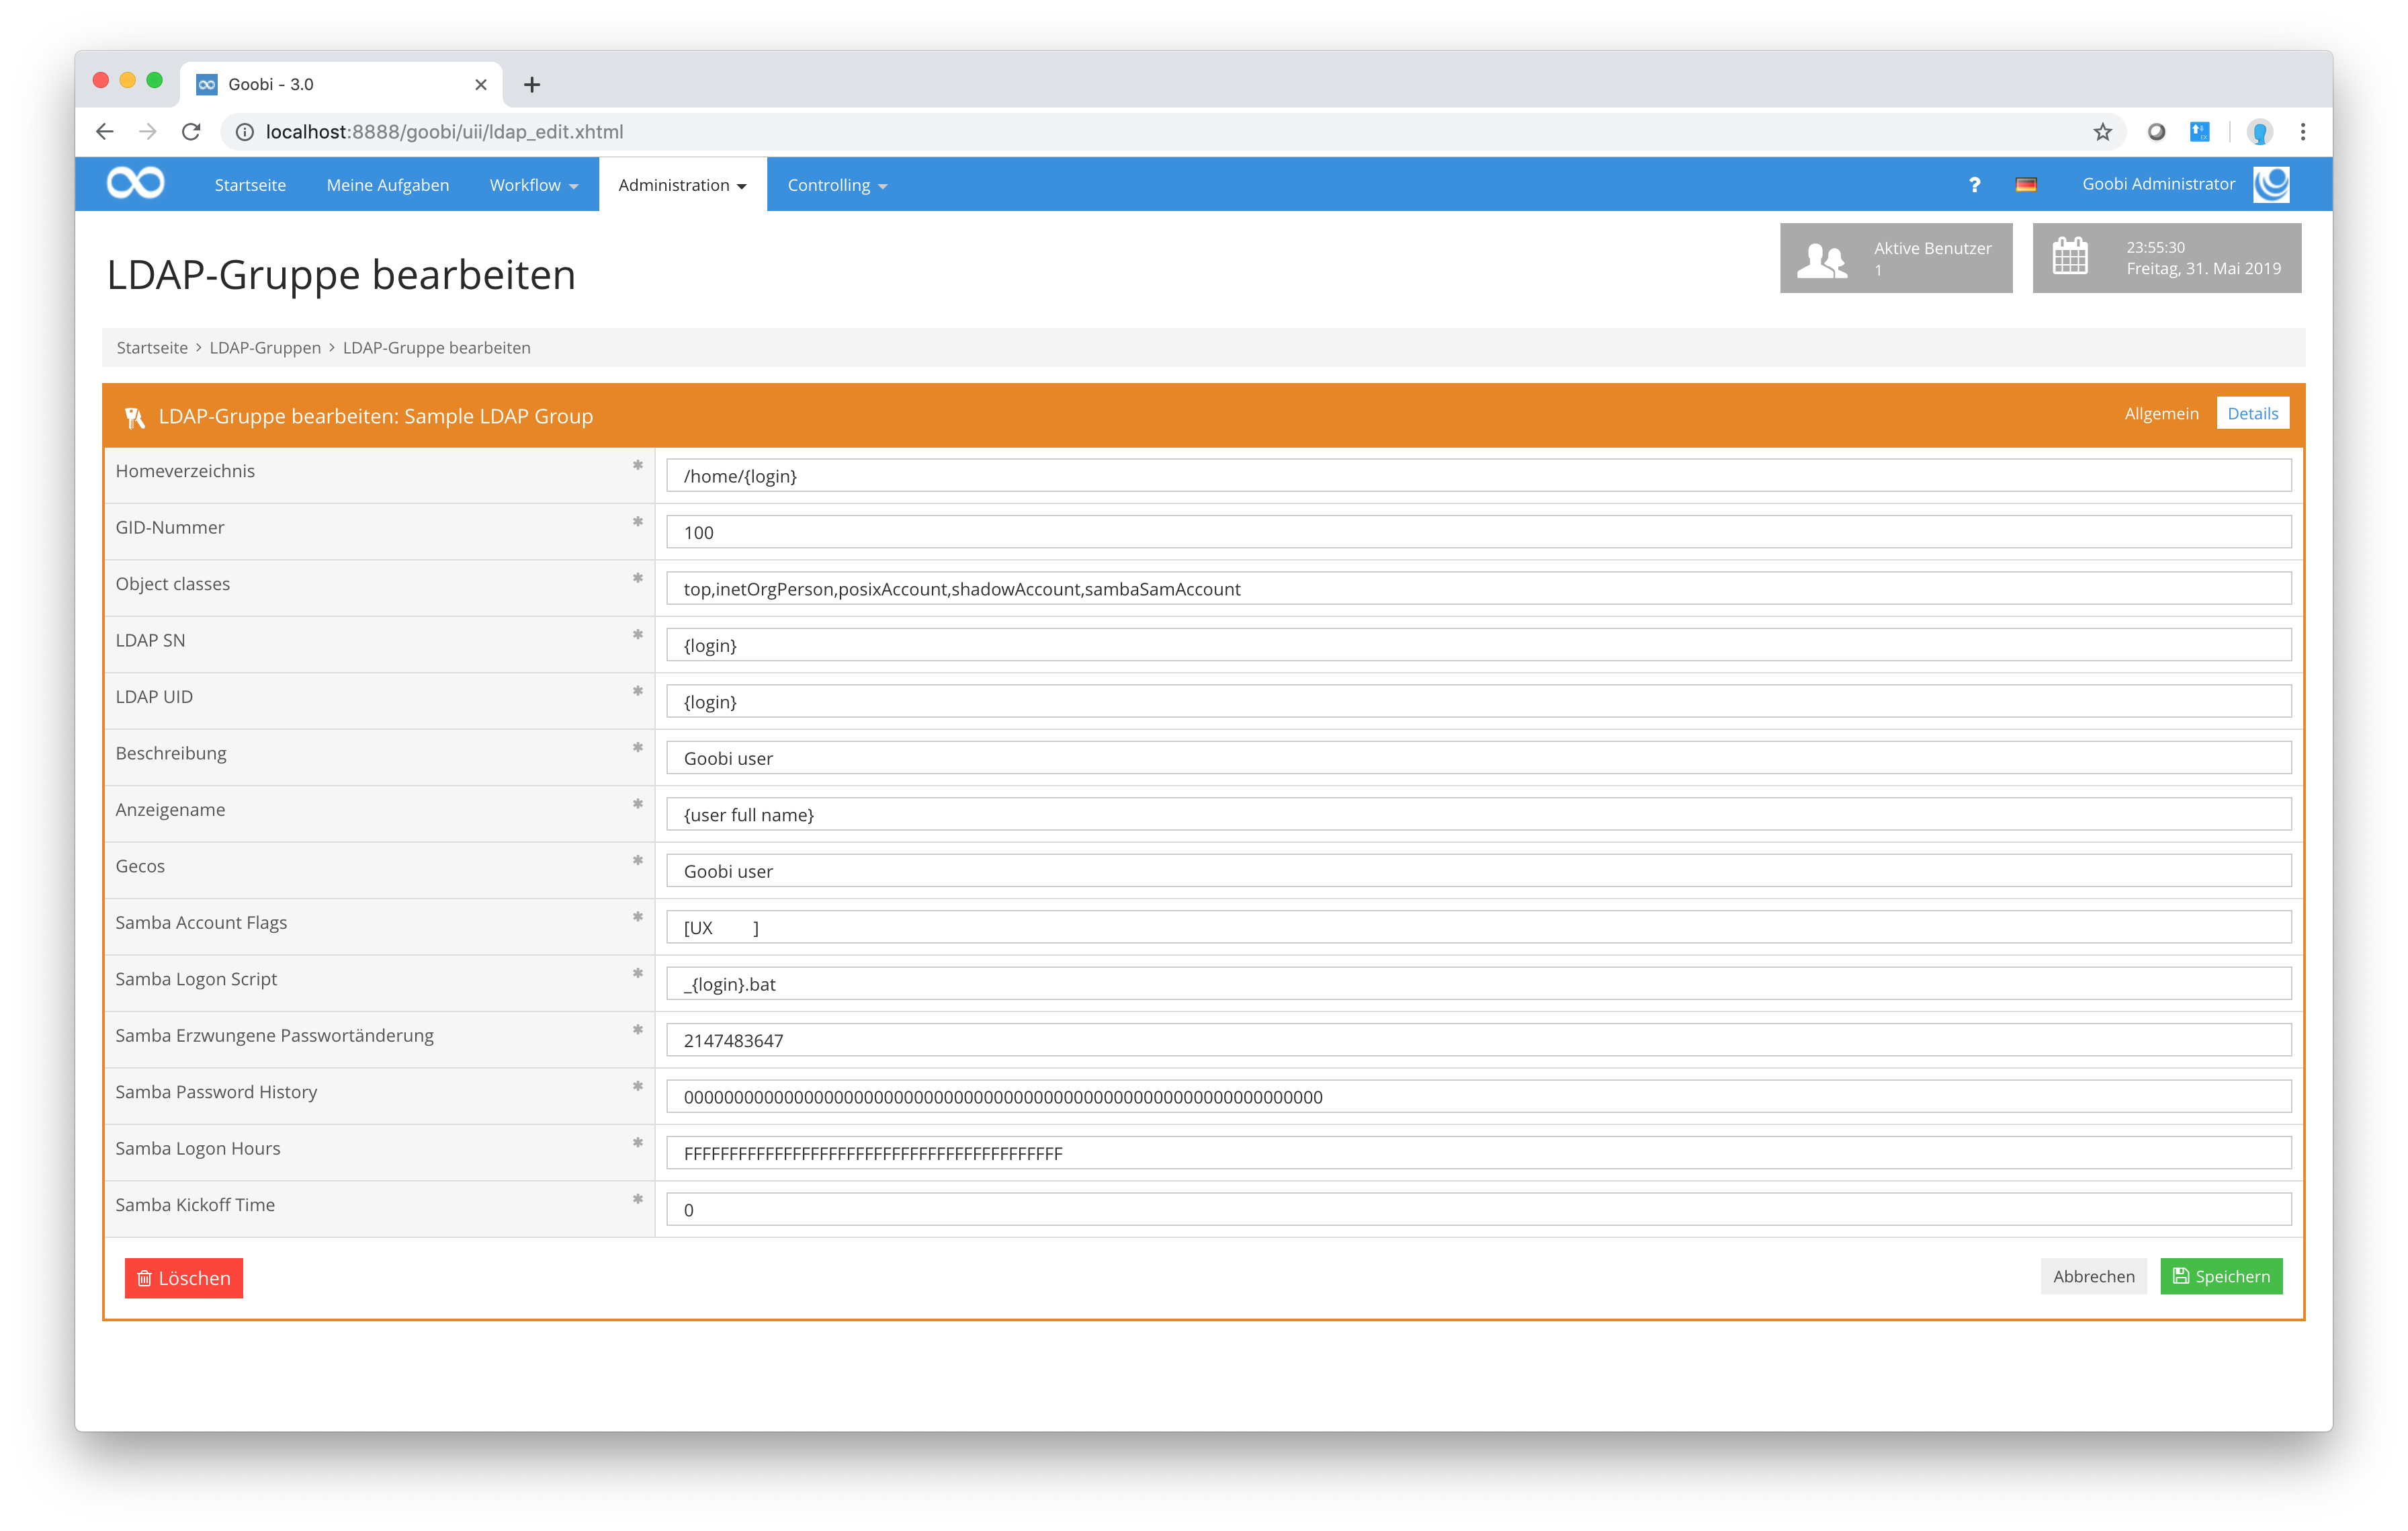 Goobi - 3.0
localhost:8888/goobi/uii/ldap_edit.xhtml
Startseite Meine Aufgaben Workflow Administration Controlling ? Goobi Administrator
LDAP-Gruppe bearbeiten
Aktive Benutzer
1
23:55:30
Freitag, 31. Mai 2019
Startseite > LDAP-Gruppen > LDAP-Gruppe bearbeiten
LDAP-Gruppe bearbeiten: Sample LDAP Group Allgemein Details
Homeverzeichnis * /home/{login}
GID-Nummer * 100
Object classes * top,inetOrgPerson,posixAccount,shadowAccount,sambaSamAccount
LDAP SN * {login}
LDAP UID * {login}
Beschreibung * Goobi user
Anzeigename * {user full name}
Gecos * Goobi user
Samba Account Flags * [UX         ]
Samba Logon Script * _{login}.bat
Samba Erzwungene Passwortänderung * 2147483647
Samba Password History * 0000000000000000000000000000000000000000000000000000000000000000
Samba Logon Hours * FFFFFFFFFFFFFFFFFFFFFFFFFFFFFFFFFFFFFFFFFF
Samba Kickoff Time * 0
Löschen Abbrechen Speichern